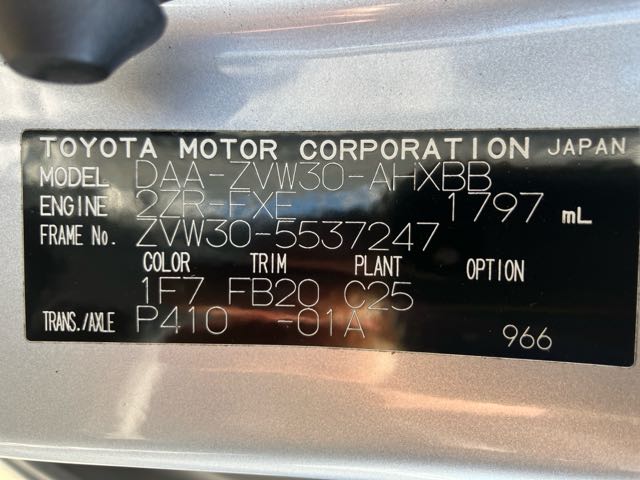 TOYOTA MOTOR CORPORATION JAPAN
MODEL DAA-ZVW30-AHXBB
ENGINE 2ZR-FXE 1797 mL
FRAME No. ZVW30-5537247
COLOR TRIM PLANT OPTION
1F7 FB20 C25
TRANS./AXLE P410 -01A 966